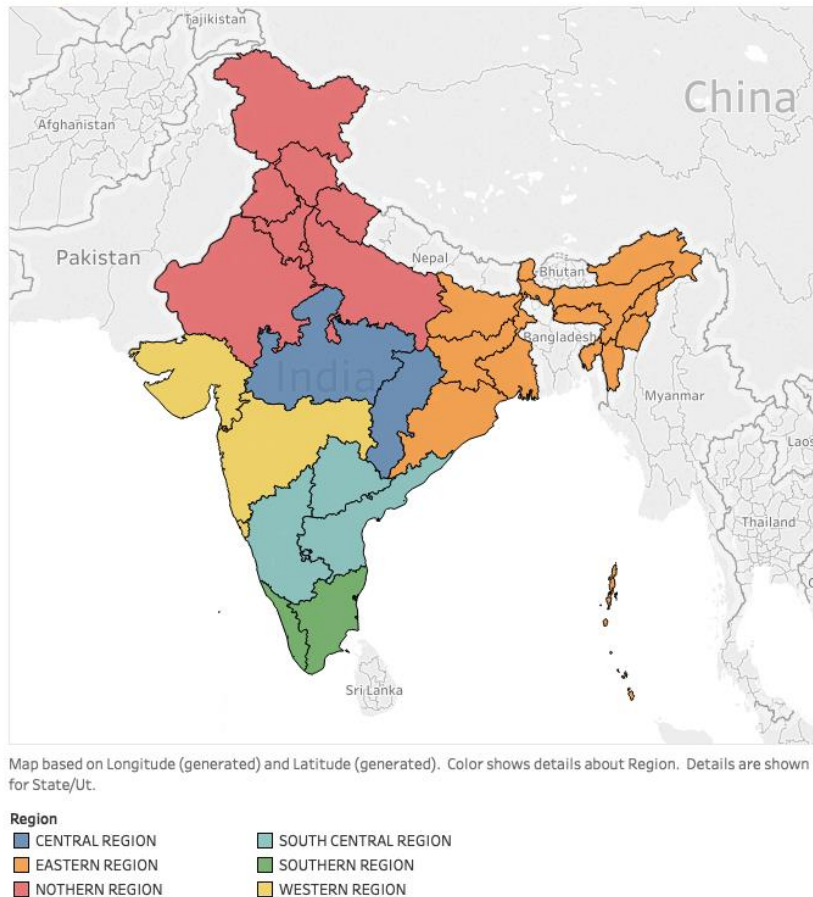 Tajikistan
China
Afghanistan
Pakistan
Nepal
Bhutan
India
Bangladesh
Myanmar
Laos
Thailand
Sri Lanka
Map based on Longitude (generated) and Latitude (generated). Color shows details about Region. Details are shown
for State/Ut.
Region
CENTRAL REGION
EASTERN REGION
NOTHERN REGION
SOUTH CENTRAL REGION
SOUTHERN REGION
WESTERN REGION